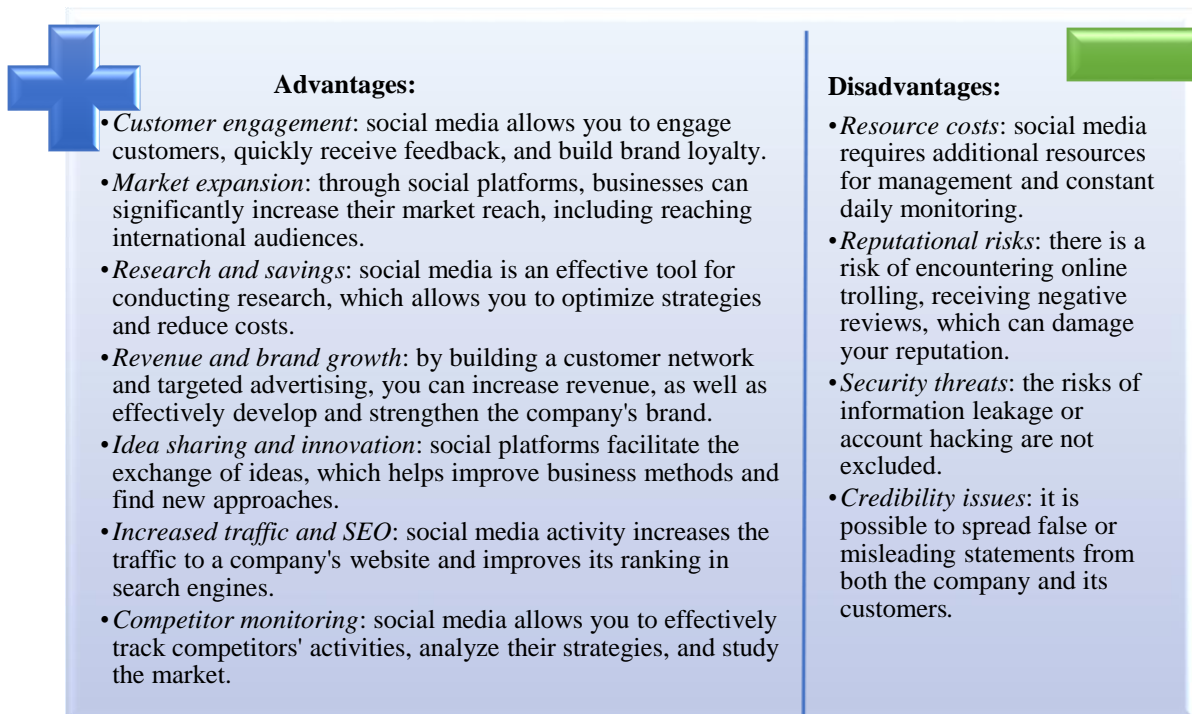 Advantages:
•Customer engagement: social media allows you to engage
customers, quickly receive feedback, and build brand loyalty.
•Market expansion: through social platforms, businesses can
significantly increase their market reach, including reaching
international audiences.
•Research and savings: social media is an effective tool for
conducting research, which allows you to optimize strategies
and reduce costs.
•Revenue and brand growth: by building a customer network
and targeted advertising, you can increase revenue, as well as
effectively develop and strengthen the company's brand.
•Idea sharing and innovation: social platforms facilitate the
exchange of ideas, which helps improve business methods and
find new approaches.
•Increased traffic and SEO: social media activity increases the
traffic to a company's website and improves its ranking in
search engines.
•Competitor monitoring: social media allows you to effectively
track competitors' activities, analyze their strategies, and study
the market.
Disadvantages:
•Resource costs: social media
requires additional resources
for management and constant
daily monitoring.
•Reputational risks: there is a
risk of encountering online
trolling, receiving negative
reviews, which can damage
your reputation.
•Security threats: the risks of
information leakage or
account hacking are not
excluded.
•Credibility issues: it is
possible to spread false or
misleading statements from
both the company and its
customers.